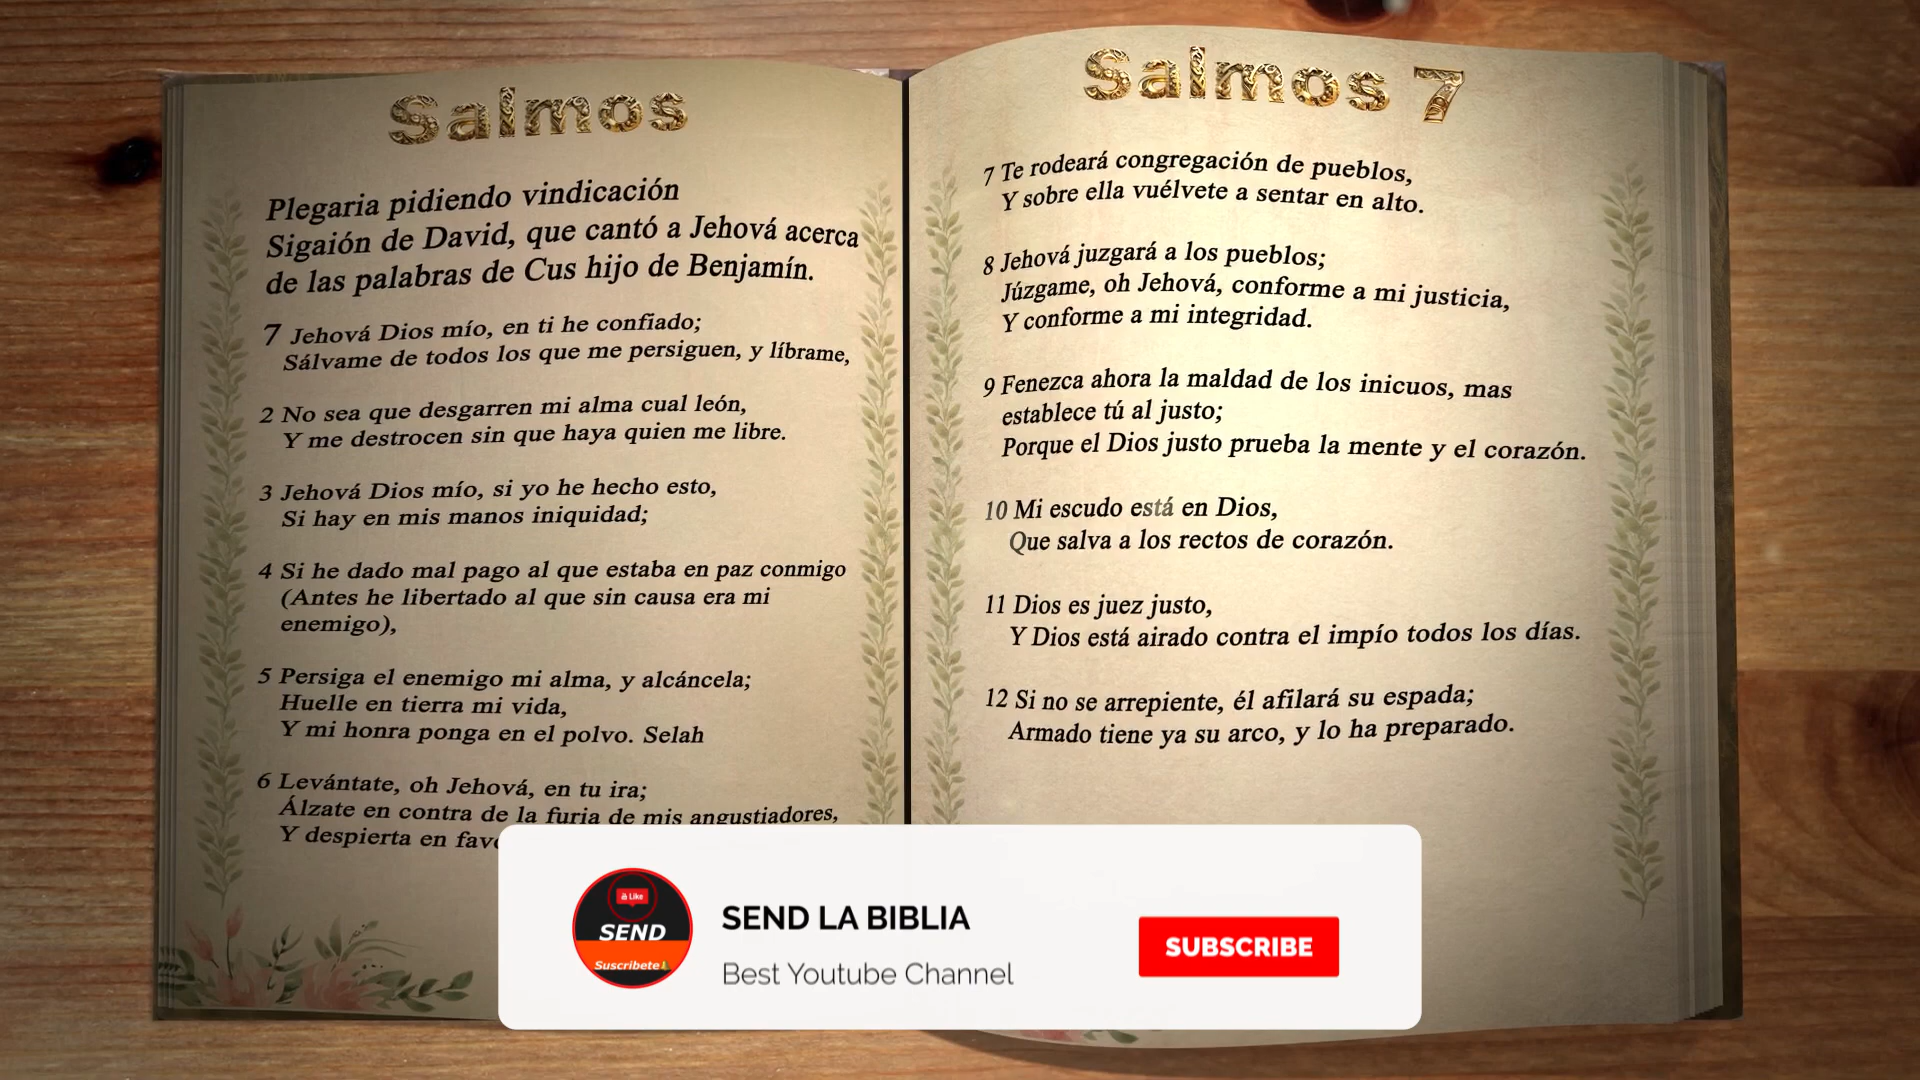 Salmos
Plegaria pidiendo vindicación
Sigaión de David, que cantó a Jehová acerca
de las palabras de Cus hijo de Benjamín.
7 Jehová Dios mío, en ti he confiado;
Sálvame de todos los que me persiguen, y líbrame,
2 No sea que desgarren mi alma cual león,
Y me destrocen sin que haya quien me libre.
3 Jehová Dios mío, si yo he hecho esto,
Si hay en mis manos iniquidad;
4 Si he dado mal pago al que estaba en paz conmigo
(Antes he libertado al que sin causa era mi
enemigo),
5 Persiga el enemigo mi alma, y alcáncela;
Huelle en tierra mi vida,
Y mi honra ponga en el polvo. Selah
6 Levántate, oh Jehová, en tu ira;
Álzate en contra de la furia de mis angustiadores,
Y despierta en
Salmos 7
7 Te rodeará congregación de pueblos,
Y sobre ella vuélvete a sentar en alto.
8 Jehová juzgará a los pueblos;
Júzgame, oh Jehová, conforme a mi justicia,
Y conforme a mi integridad.
9 Fenezca ahora la maldad de los inicuos, mas
establece tú al justo;
Porque el Dios justo prueba la mente y el corazón.
10 Mi escudo está en Dios,
Que salva a los rectos de corazón.
11 Dios es juez justo,
Y Dios está airado contra el impío todos los días.
12 Si no se arrepiente, él afilará su espada;
Armado tiene ya su arco, y lo ha preparado.
Like
SEND
Suscribete
SEND LA BIBLIA
Best Youtube Channel
SUBSCRIBE